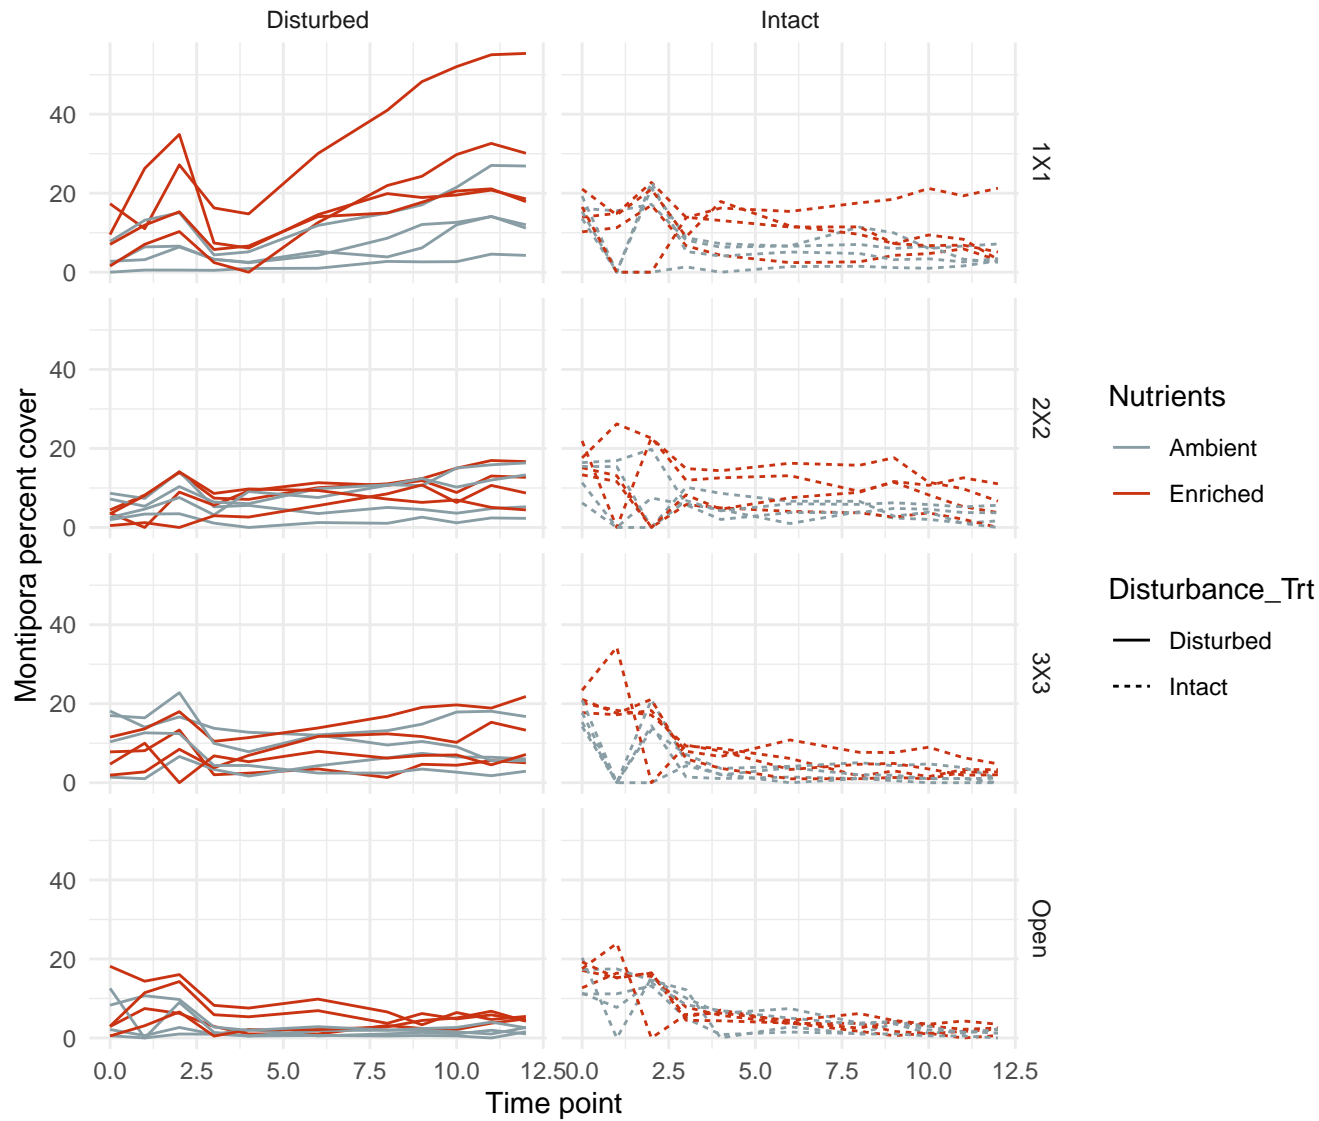 Disturbed Intact
40
20
0
1X1
40
20
0
2X2
40
20
0
3X3
40
20
0
Open
0.0 2.5 5.0 7.5 10.0 12.5 0.0 2.5 5.0 7.5 10.0 12.5
Time point
Montipora percent cover
Nutrients
Ambient
Enriched
Disturbance_Trt
Disturbed
Intact